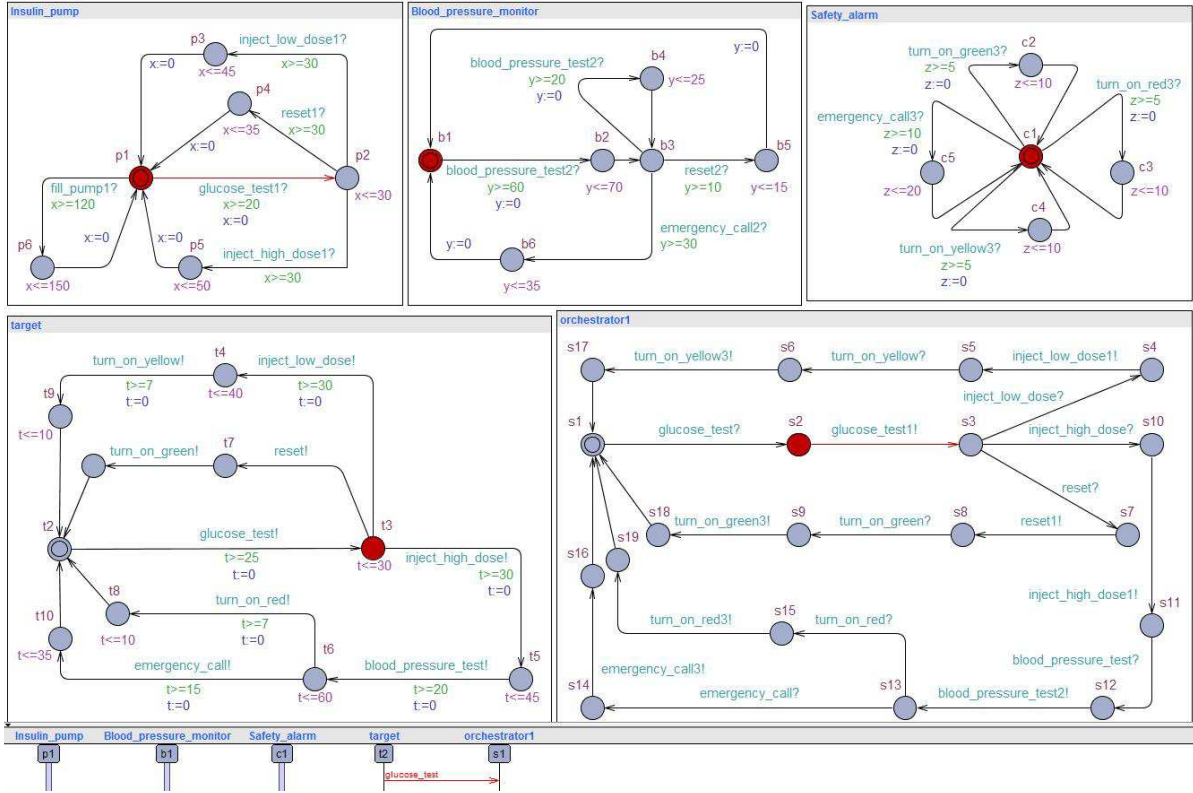 Insulin_pump
p3
inject_low_dose1?
x:=0
x<=45
x>=30
p4
reset1?
x<=35
x>=30
x:=0
p1
p2
fill_pump1?
x>=120
glucose_test1?
x>=20
x:=0
x<=30
x:=0
x:=0
p6
p5
inject_high_dose1?
x>=30
x<=150
x<=50
Blood_pressure_monitor
y:=0
b4
blood_pressure_test2?
y>=20
y:=0
y<=25
b1
b2
b3
b5
blood_pressure_test2?
y>=60
y:=0
y<=70
reset2?
y>=10
y<=15
emergency_call2?
y>=30
y:=0
b6
y<=35
Safety_alarm
c2
turn_on_green3?
z>=5
z:=0
z<=10
turn_on_red3?
z>=5
z:=0
emergency_call3?
z>=10
z:=0
c1
c5
c3
z<=20
z<=10
c4
z<=10
turn_on_yellow3?
z>=5
z:=0
target
turn_on_yellow!
t>=7
t:=0
t4
t<=40
inject_low_dose!
t>=30
t:=0
t9
t<=10
turn_on_green!
t7
reset!
t2
glucose_test!
t>=25
t:=0
t3
t<=30
inject_high_dose!
t>=30
t:=0
t8
t<=10
turn_on_red!
t>=7
t:=0
t10
t<=35
emergency_call!
t>=15
t:=0
t6
t<=60
blood_pressure_test!
t>=20
t:=0
t5
t<=45
orchestrator1
s17
turn_on_yellow3!
s6
turn_on_yellow?
s5
inject_low_dose1!
s4
inject_low_dose?
s1
glucose_test?
s2
glucose_test1!
s3
inject_high_dose?
s10
reset?
s18
turn_on_green3!
s9
turn_on_green?
s8
reset1!
s7
s16
s19
inject_high_dose1!
s11
turn_on_red3!
s15
turn_on_red?
blood_pressure_test?
s14
emergency_call3!
emergency_call?
s13
blood_pressure_test2!
s12
Insulin_pump Blood_pressure_monitor Safety_alarm target orchestrator1
p1 b1 c1 t2 s1
glucose_test